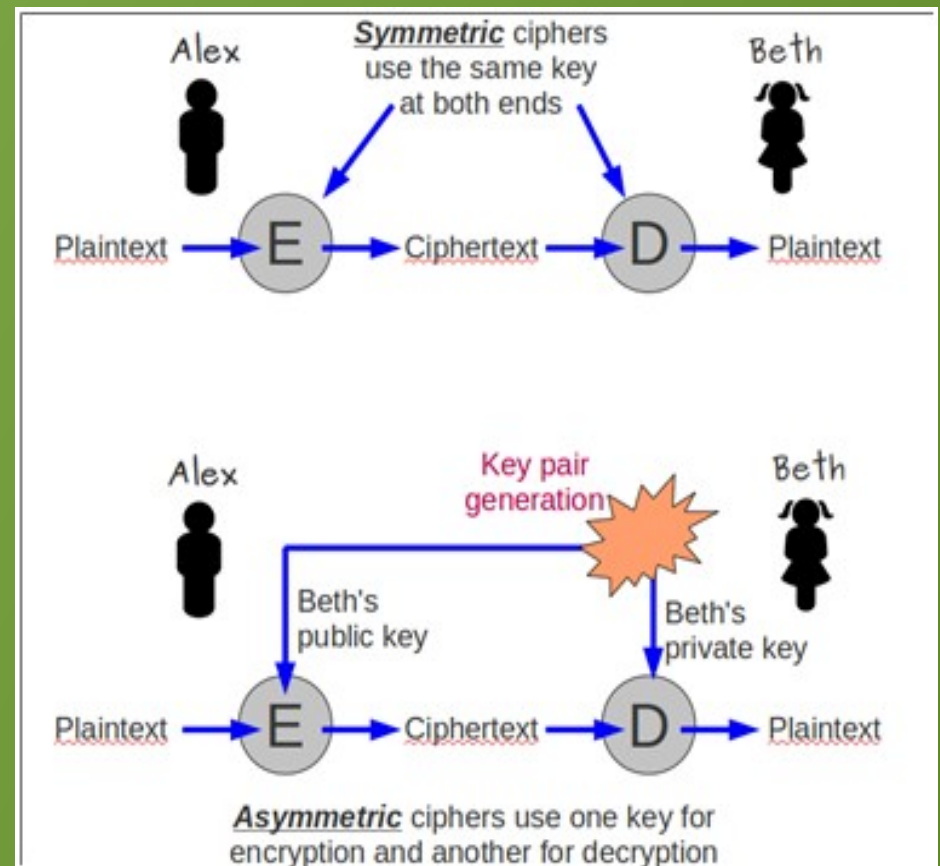 Alex
Symmetric ciphers
use the same key
at both ends
Beth
Plaintext
E
Ciphertext
D
Plaintext
Alex
Key pair
generation
Beth
Beth's
public key
Beth's
private key
Plaintext
E
Ciphertext
D
Plaintext
Asymmetric ciphers use one key for
encryption and another for decryption